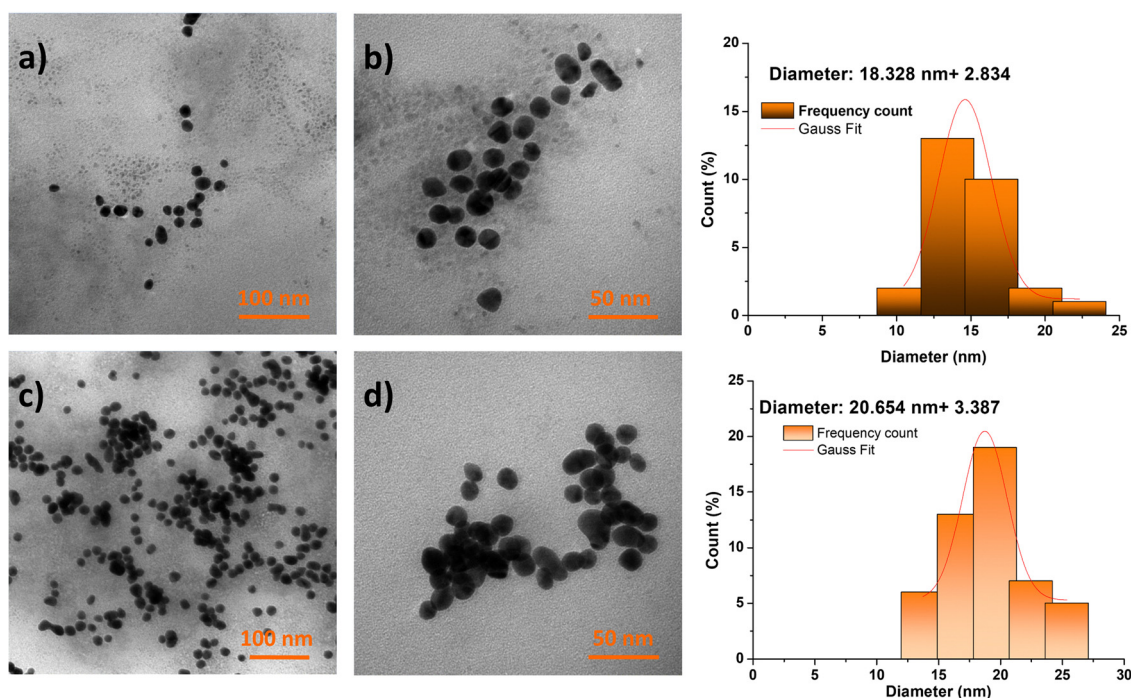 a)
100 nm
b)
50 nm
20
15
10
5
0
Count (%)
Diameter: 18.328 nm+ 2.834
Frequency count
Gauss Fit
0
5
10
15
20
25
Diameter (nm)
c)
100 nm
d)
50 nm
25
20
15
10
5
0
Count (%)
Diameter: 20.654 nm+ 3.387
Frequency count
Gauss Fit
0
5
10
15
20
25
30
Diameter (nm)